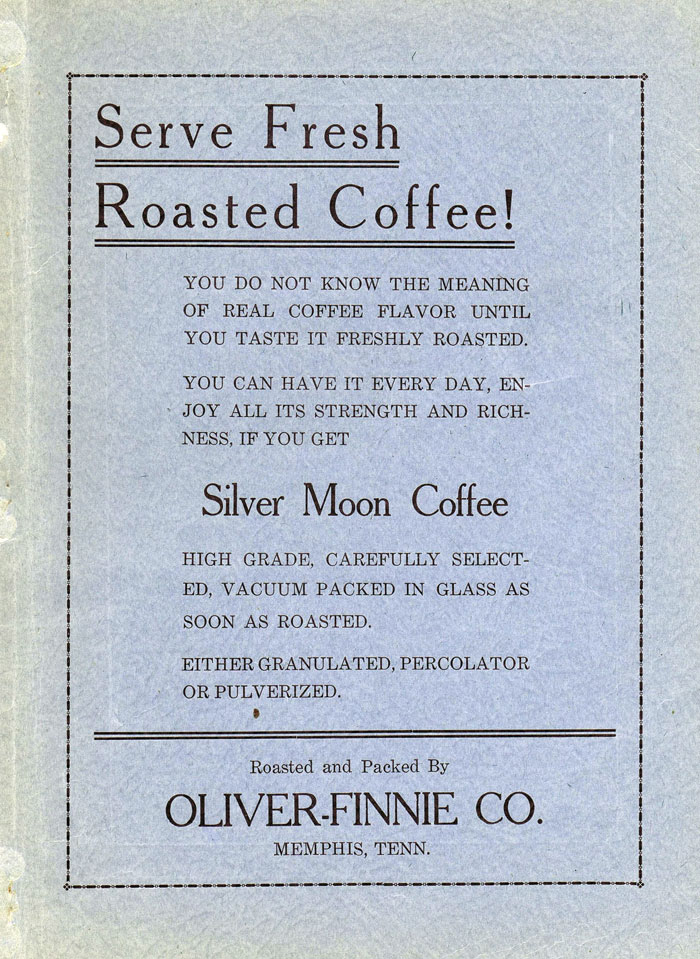 Serve Fresh
Roasted Coffee!
YOU DO NOT KNOW THE MEANING
OF REAL COFFEE FLAVOR UNTIL
YOU TASTE IT FRESHLY ROASTED.
YOU CAN HAVE IT EVERY DAY, EN-
JOY ALL ITS STRENGTH AND RICH-
NESS, IF YOU GET
Silver Moon Coffee
HIGH GRADE, CAREFULLY SELECT-
ED, VACUUM PACKED IN GLASS AS
SOON AS ROASTED.
EITHER GRANULATED, PERCOLATOR
OR PULVERIZED.
Roasted and Packed By
OLIVER-FINNIE CO.
MEMPHIS, TENN.